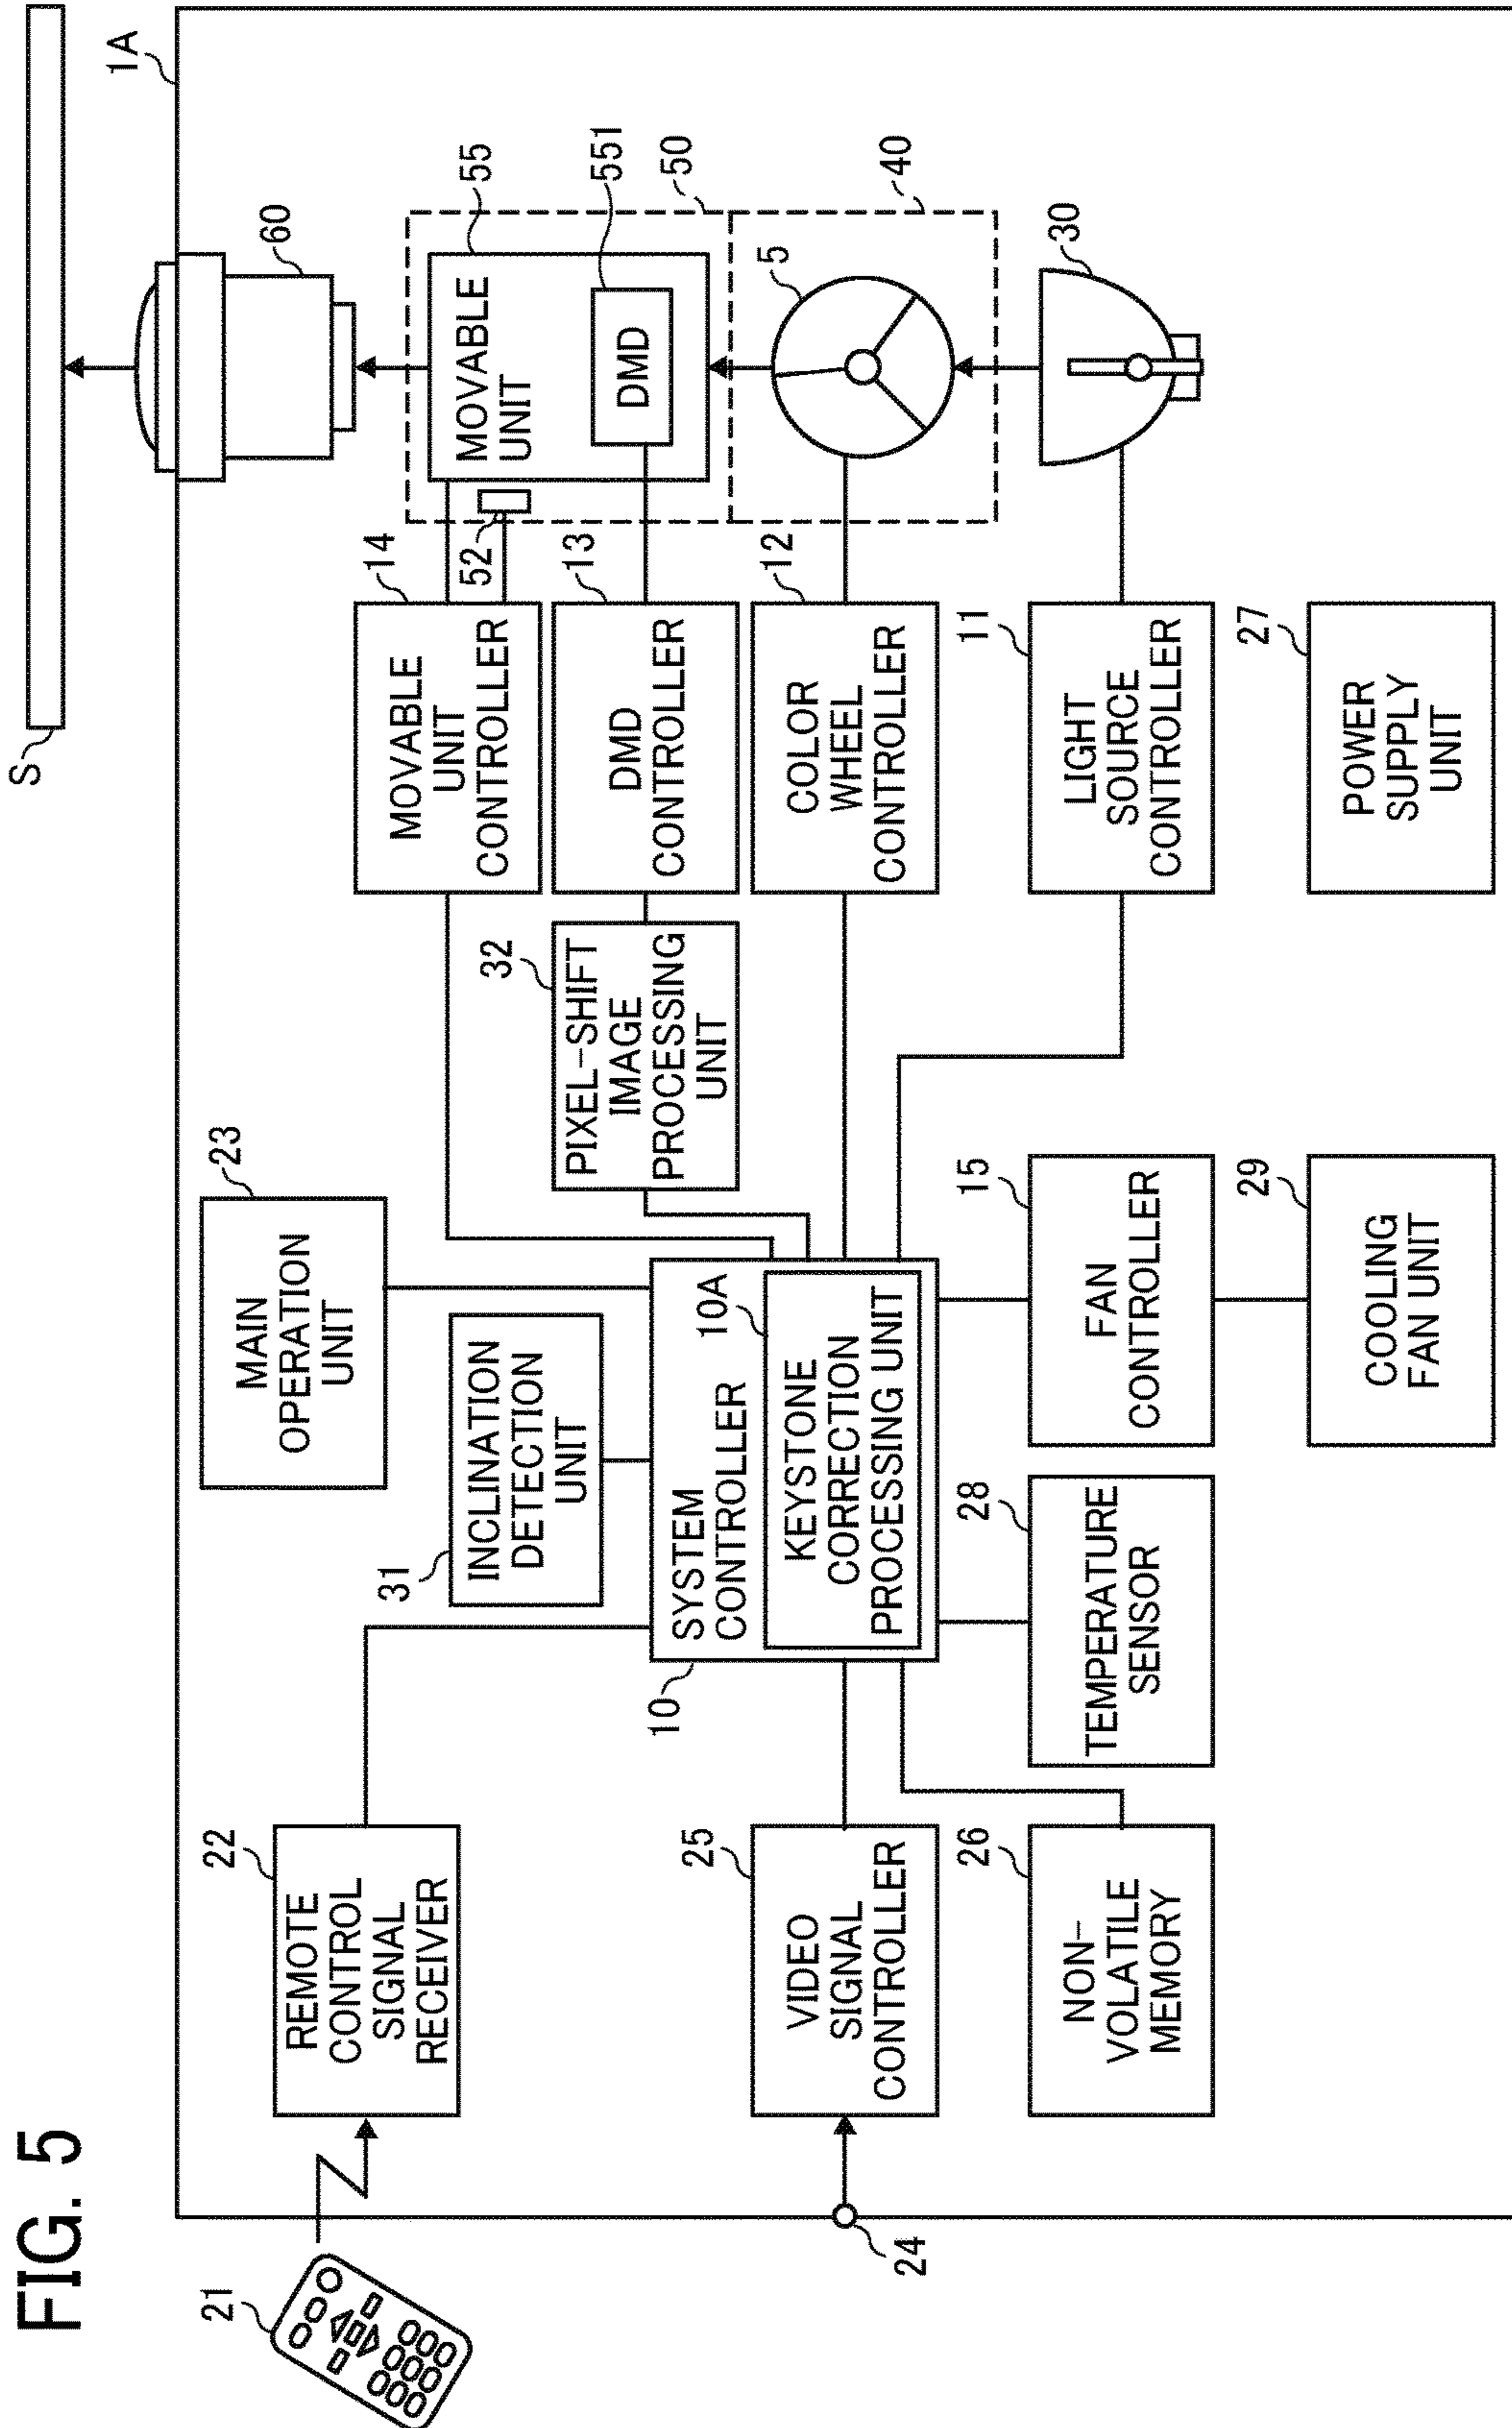 FIG. 5
21
22
REMOTE
CONTROL
SIGNAL
RECEIVER
23
MAIN
OPERATION
UNIT
31
INCLINATION
DETECTION
UNIT
10
SYSTEM
CONTROLLER
10A
KEYSTONE
CORRECTION
PROCESSING UNIT
24
25
VIDEO
SIGNAL
CONTROLLER
26
NON-
VOLATILE
MEMORY
28
TEMPERATURE
SENSOR
15
FAN
CONTROLLER
29
COOLING
FAN UNIT
32
PIXEL-SHIFT
IMAGE
PROCESSING
UNIT
14
MOVABLE
UNIT
CONTROLLER
13
DMD
CONTROLLER
12
COLOR
WHEEL
CONTROLLER
11
LIGHT
SOURCE
CONTROLLER
27
POWER
SUPPLY
UNIT
S
1A
60
52
55
MOVABLE
UNIT
551
DMD
50
40
5
30